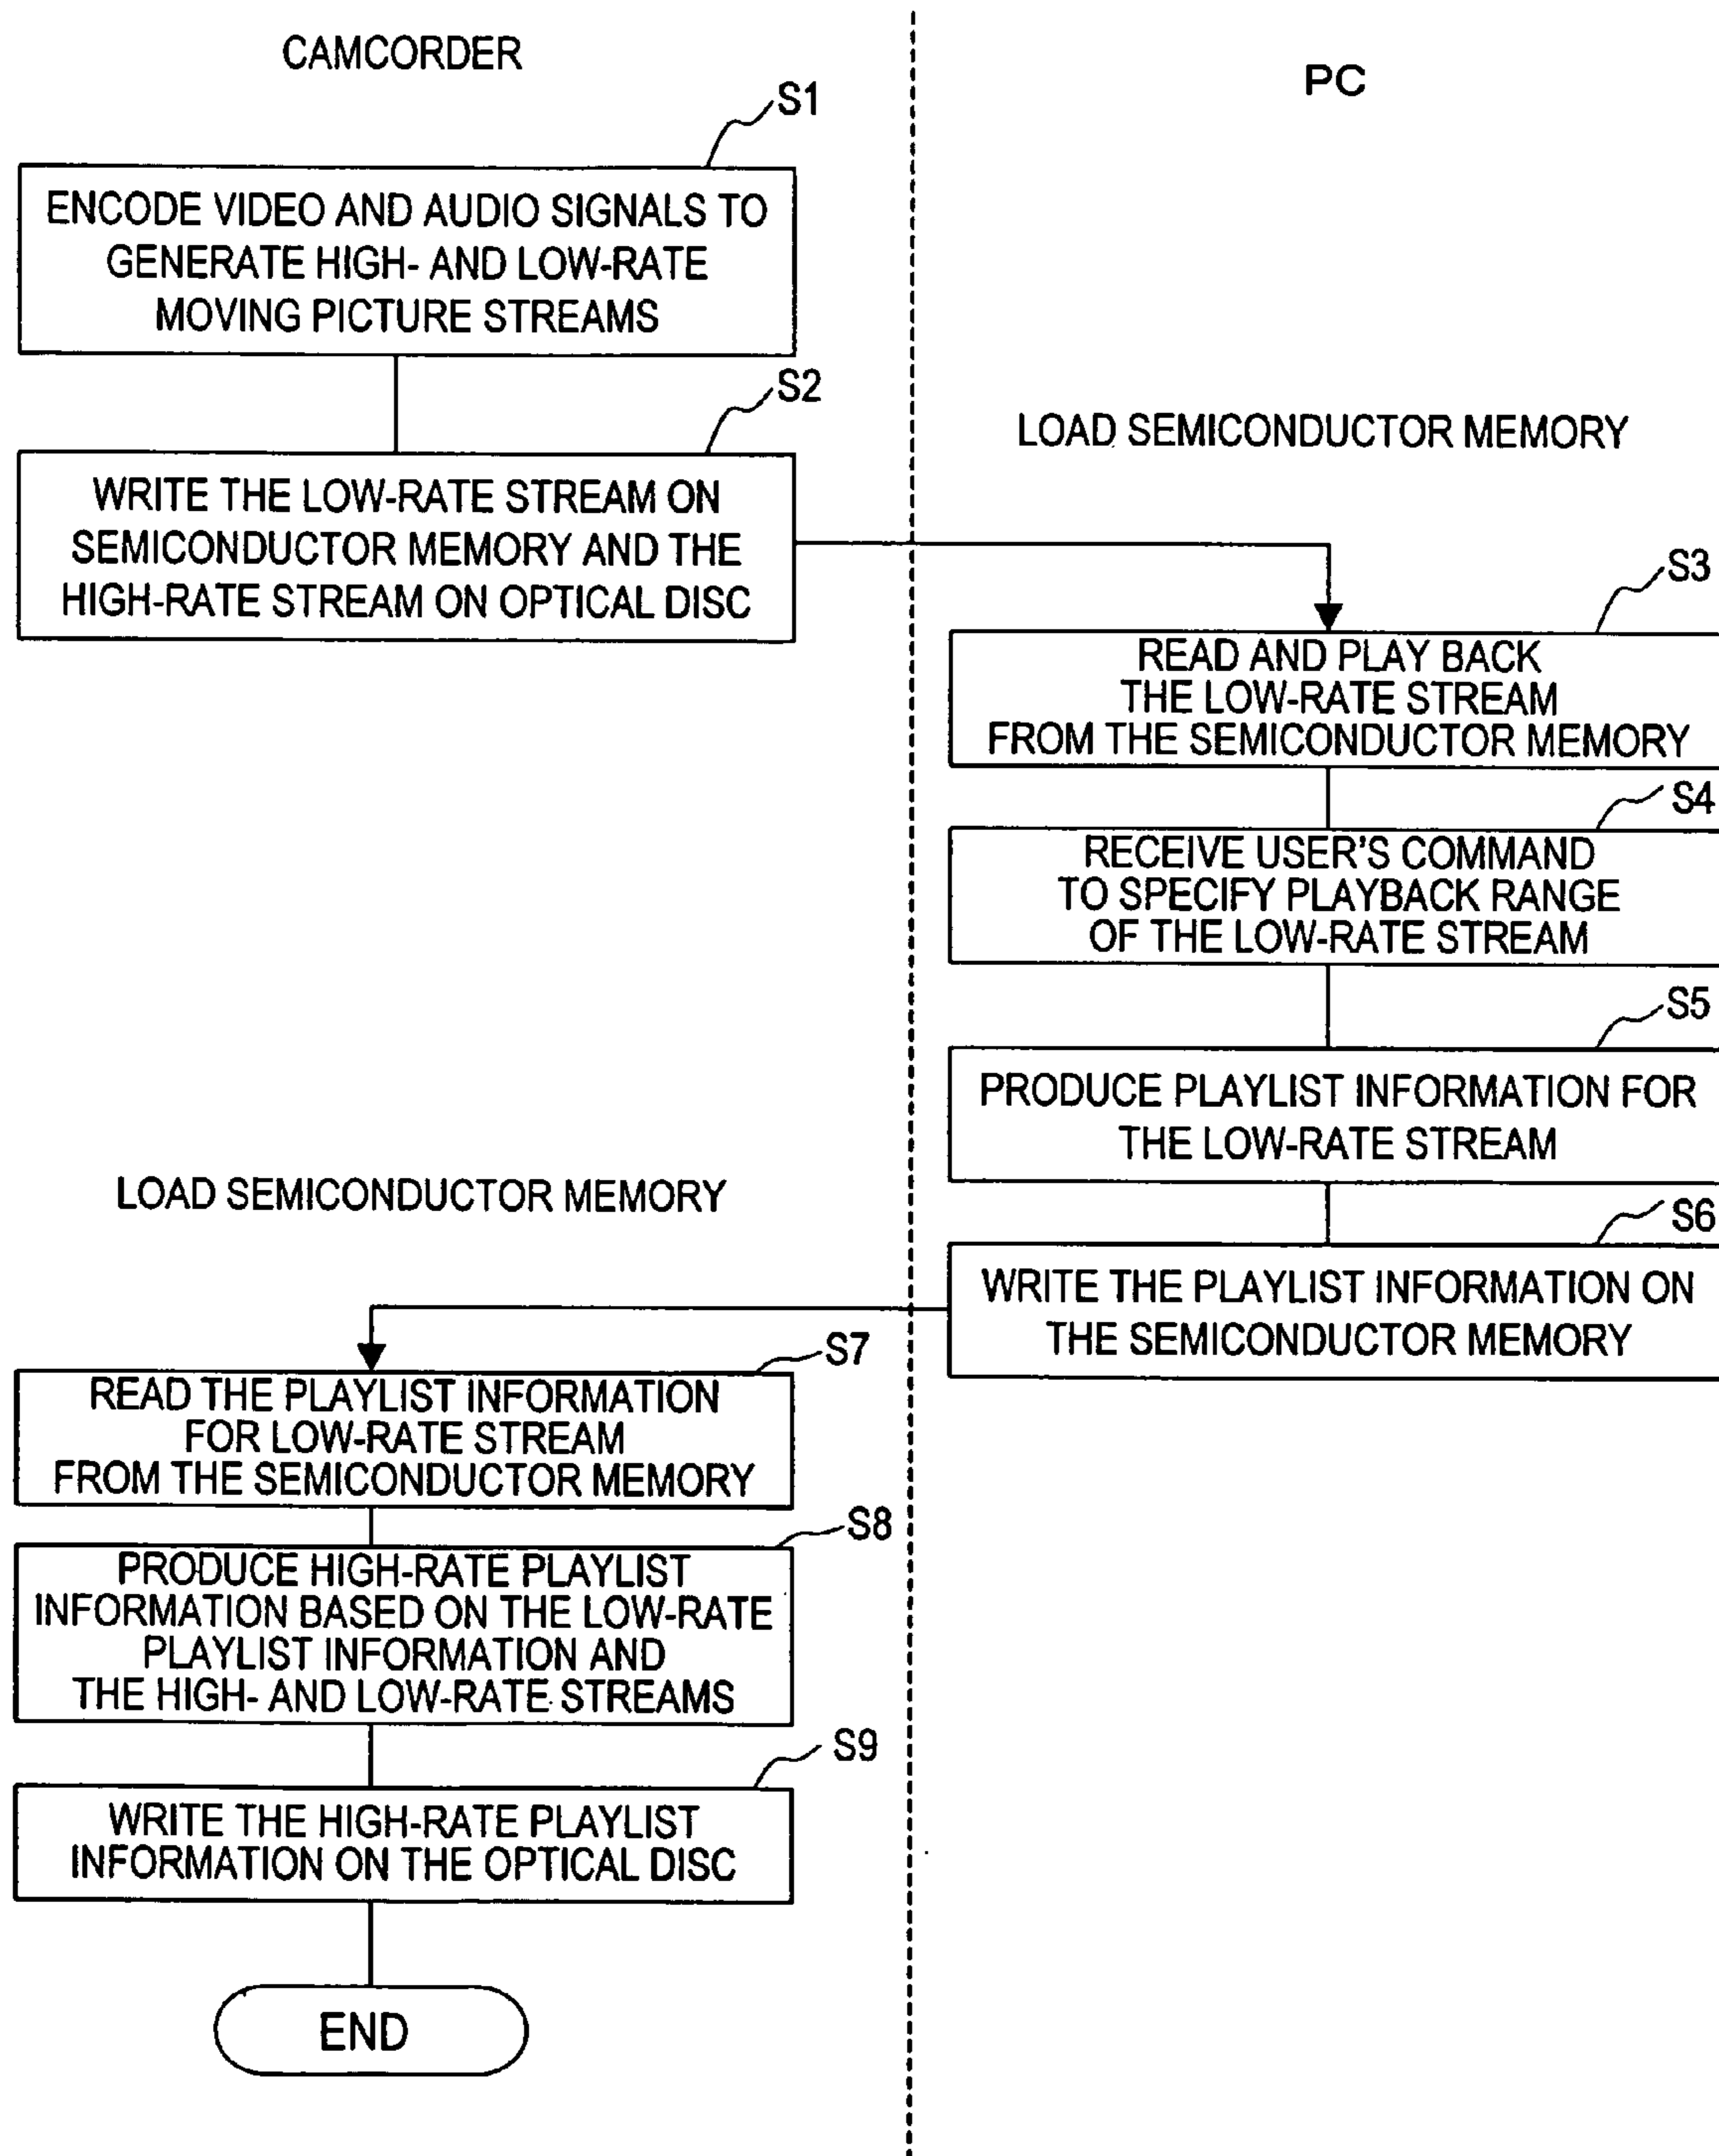 CAMCORDER
PC
S1
ENCODE VIDEO AND AUDIO SIGNALS TO
GENERATE HIGH- AND LOW-RATE
MOVING PICTURE STREAMS
S2
WRITE THE LOW-RATE STREAM ON
SEMICONDUCTOR MEMORY AND THE
HIGH-RATE STREAM ON OPTICAL DISC
LOAD SEMICONDUCTOR MEMORY
S3
READ AND PLAY BACK
THE LOW-RATE STREAM
FROM THE SEMICONDUCTOR MEMORY
S4
RECEIVE USER'S COMMAND
TO SPECIFY PLAYBACK RANGE
OF THE LOW-RATE STREAM
S5
PRODUCE PLAYLIST INFORMATION FOR
THE LOW-RATE STREAM
S6
WRITE THE PLAYLIST INFORMATION ON
THE SEMICONDUCTOR MEMORY
LOAD SEMICONDUCTOR MEMORY
S7
READ THE PLAYLIST INFORMATION
FOR LOW-RATE STREAM
FROM THE SEMICONDUCTOR MEMORY
S8
PRODUCE HIGH-RATE PLAYLIST
INFORMATION BASED ON THE LOW-RATE
PLAYLIST INFORMATION AND
THE HIGH- AND LOW-RATE STREAMS
S9
WRITE THE HIGH-RATE PLAYLIST
INFORMATION ON THE OPTICAL DISC
END